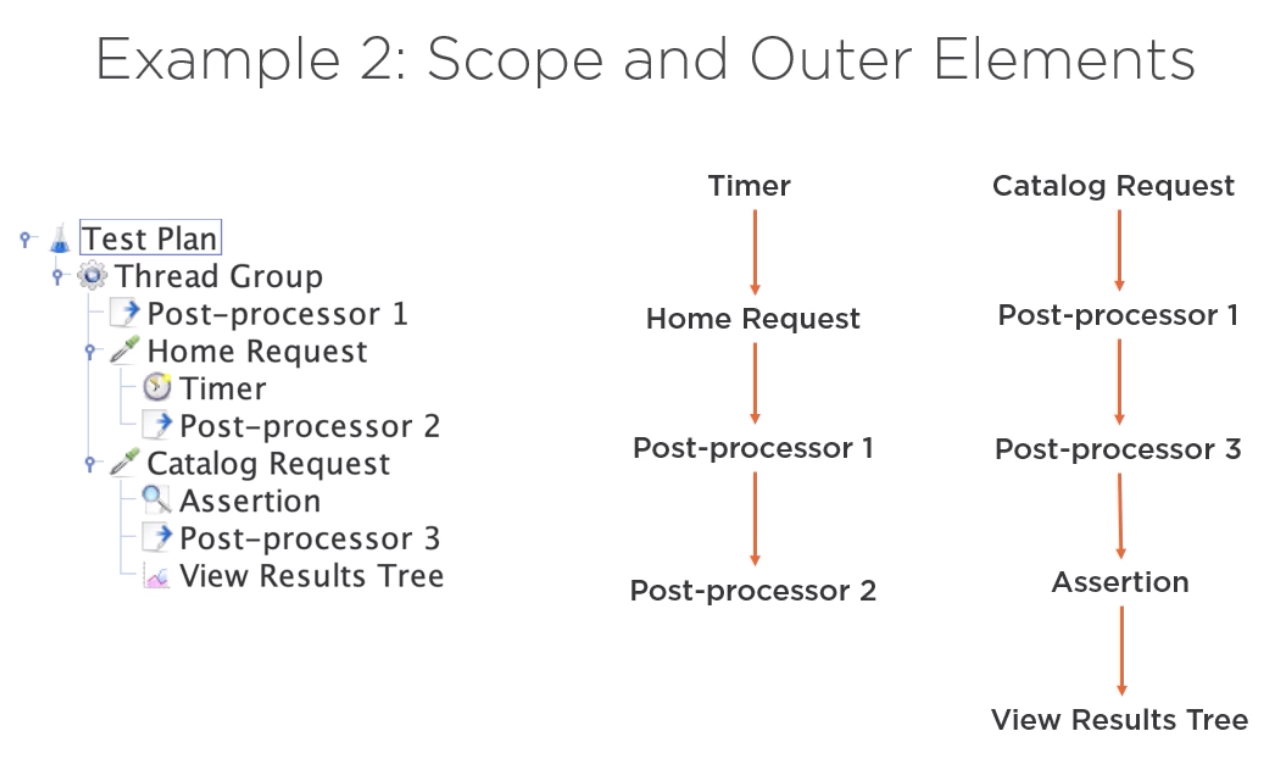 Example 2: Scope and Outer Elements
Test Plan
Thread Group
Post-processor 1
Home Request
Timer
Post-processor 2
Catalog Request
Assertion
Post-processor 3
View Results Tree
Timer
Home Request
Post-processor 1
Post-processor 2
Catalog Request
Post-processor 1
Post-processor 3
Assertion
View Results Tree